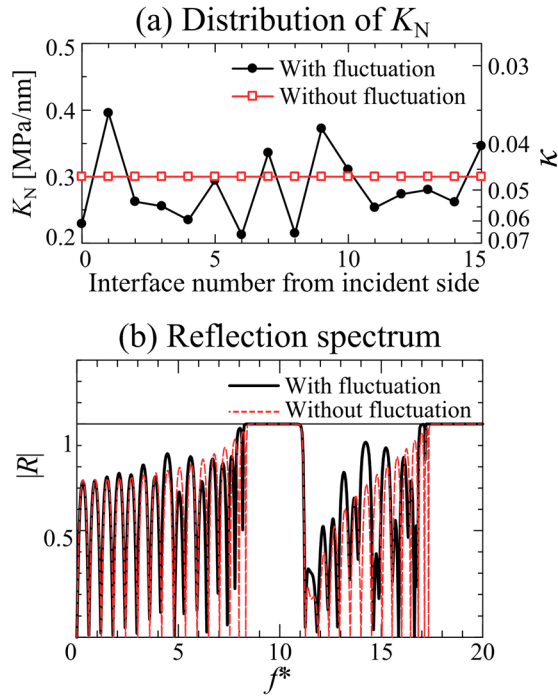 (a) Distribution of K_N
0.5
0.4
0.3
0.2
K_N [MPa/nm]
With fluctuation
Without fluctuation
0.03
0.04
0.05
0.06
0.07
κ
0 5 10 15
Interface number from incident side
(b) Reflection spectrum
With fluctuation
Without fluctuation
1
|R|
0.5
0 5 10 15 20
f*